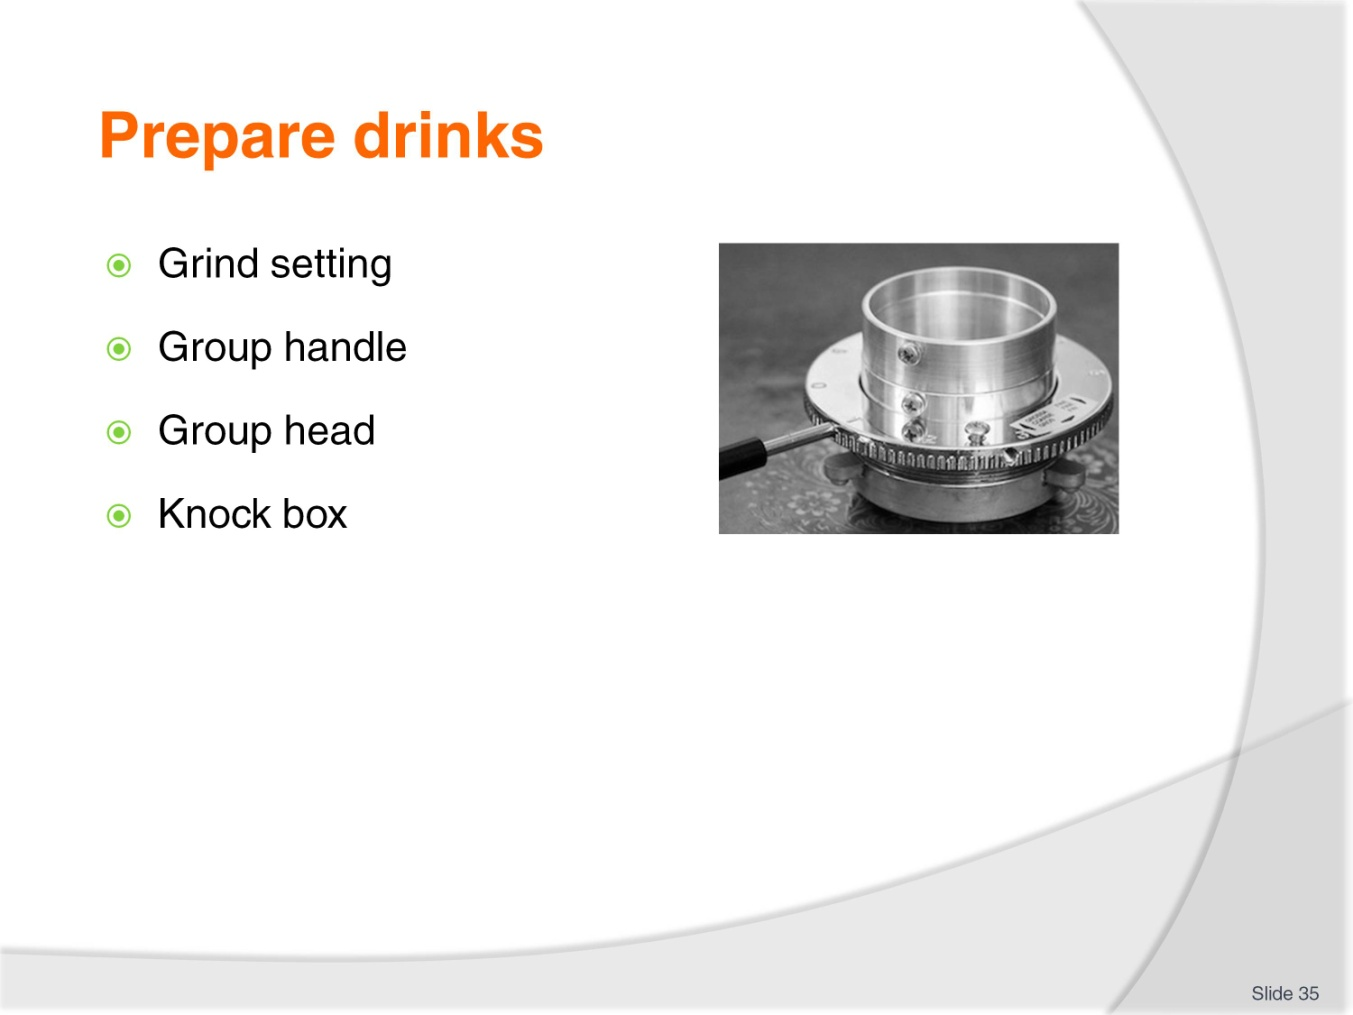 Prepare drinks
Grind setting
Group handle
Group head
Knock box
Slide 35